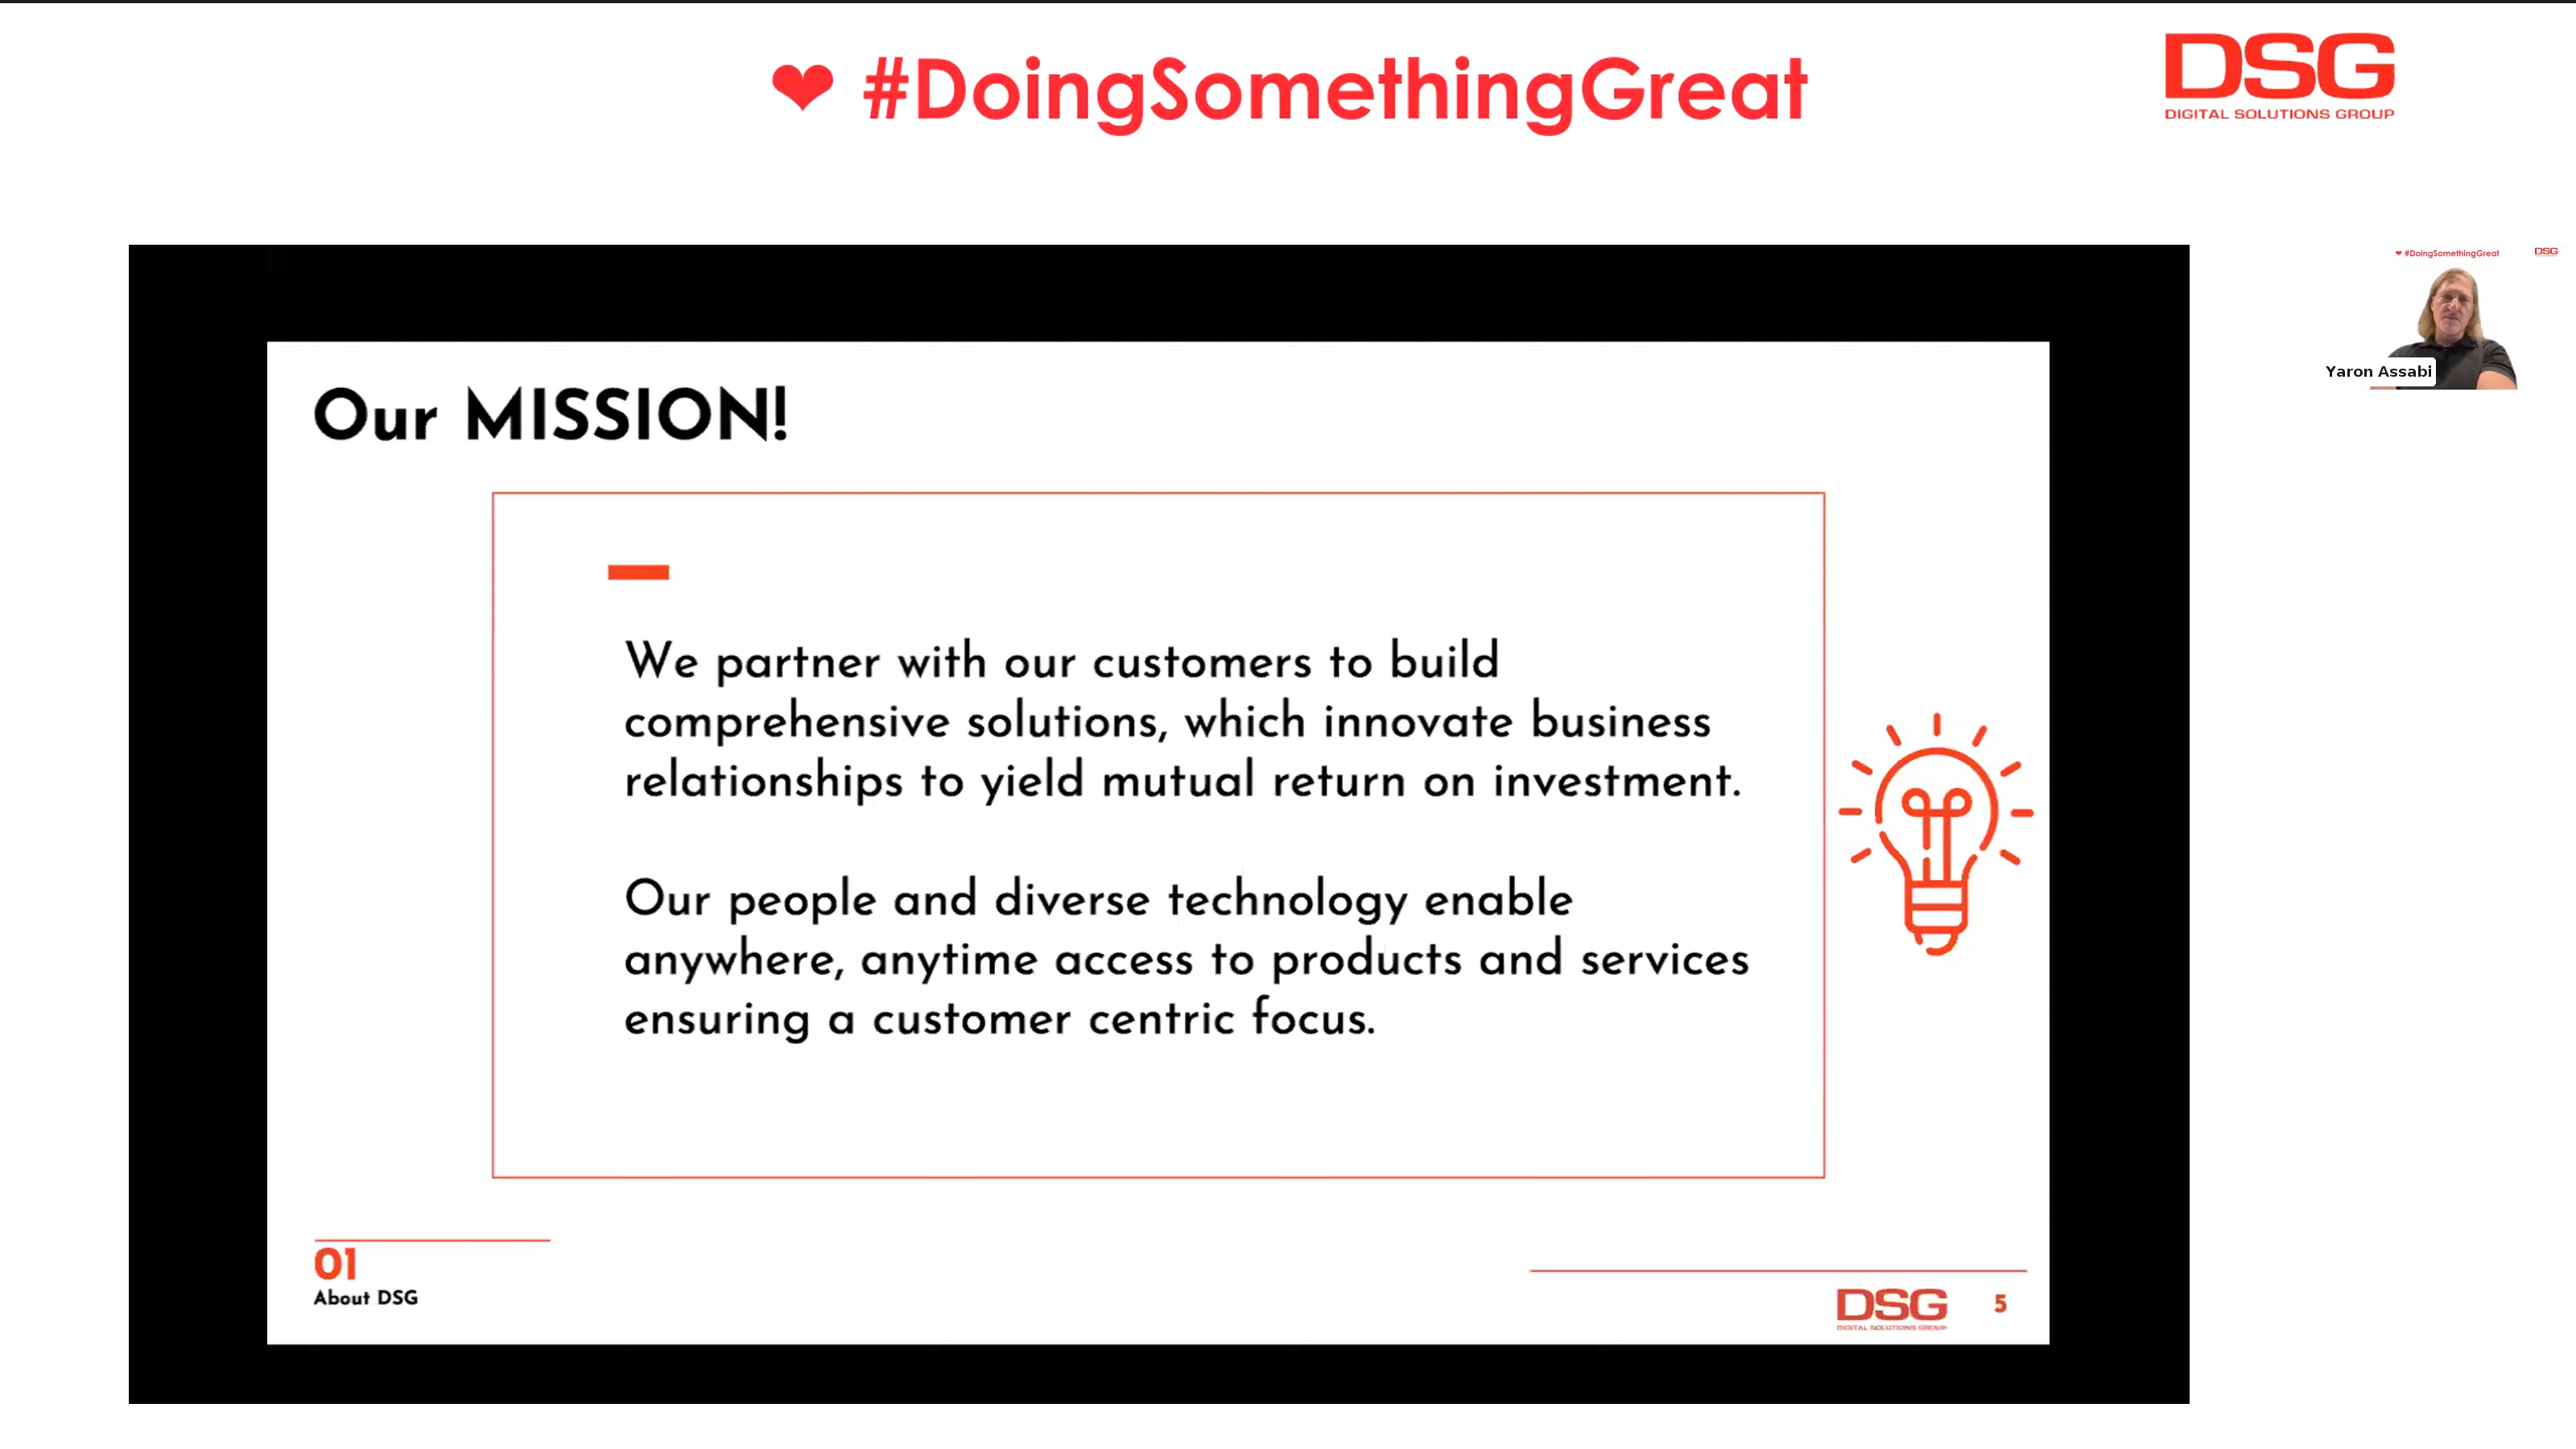 ❤ #DoingSomethingGreat
DSG
DIGITAL SOLUTIONS GROUP
❤ #DoingSomethingGreat
DSG
Yaron Assabi
Our MISSION!
We partner with our customers to build
comprehensive solutions, which innovate business
relationships to yield mutual return on investment.
Our people and diverse technology enable
anywhere, anytime access to products and services
ensuring a customer centric focus.
01
About DSG
DSG
DIGITAL SOLUTIONS GROUP
5